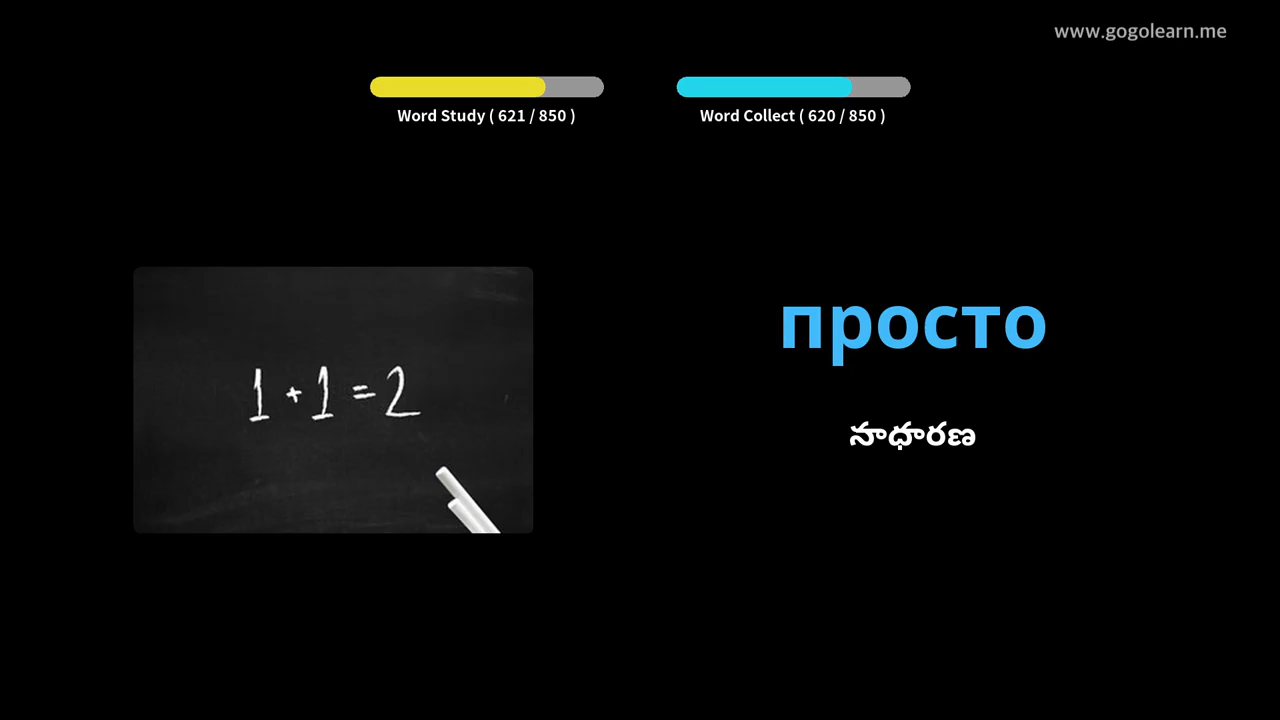 www.gogolearn.me
Word Study ( 621 / 850 )
Word Collect ( 620 / 850 )
1 + 1 = 2
просто
సాధారణ